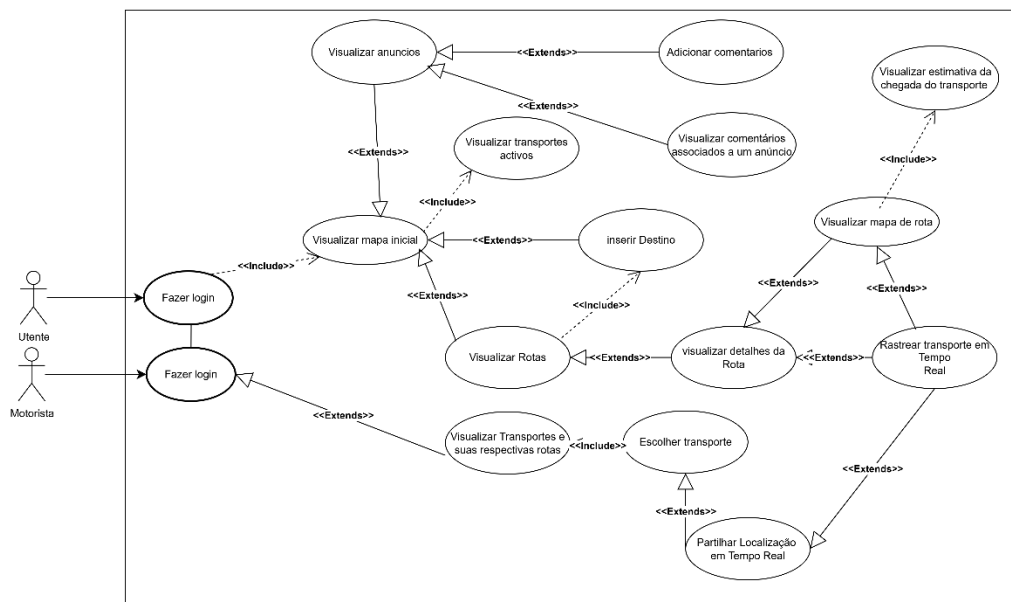 Visualizar anuncios
<<Extends>>
Adicionar comentarios
Visualizar estimativa da
chegada do transporte
<<Extends>>
Visualizar comentários
associados a um anúncio
<<Extends>>
Visualizar transportes
activos
<<Include>>
<<Include>>
Visualizar mapa inicial
<<Extends>>
inserir Destino
Visualizar mapa de rota
<<Include>>
<<Extends>>
<<Extends>>
<<Include>>
<<Extends>>
Utente
Fazer login
Visualizar Rotas
<<Extends>>
visualizar detalhes da
Rota
<<Extends>>
Rastrear transporte em
Tempo
Real
Motorista
Fazer login
<<Extends>>
Visualizar Transportes e
suas respectivas rotas
<<Include>>
Escolher transporte
<<Extends>>
<<Extends>>
Partilhar Localização
em Tempo Real